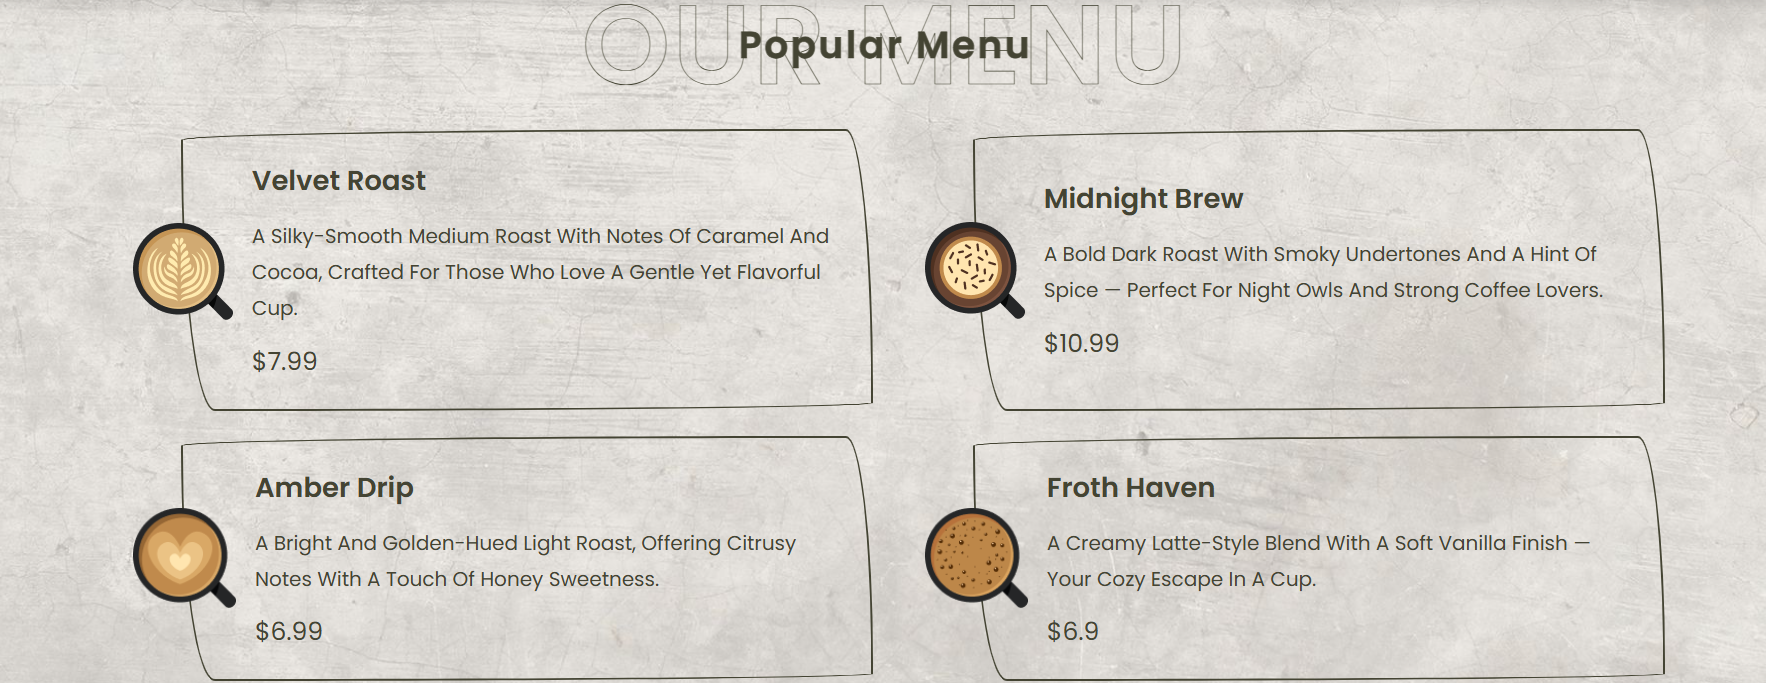 OUR MENU
Popular Menu
Velvet Roast
A Silky-Smooth Medium Roast With Notes Of Caramel And
Cocoa, Crafted For Those Who Love A Gentle Yet Flavorful
Cup.
$7.99
Midnight Brew
A Bold Dark Roast With Smoky Undertones And A Hint Of
Spice — Perfect For Night Owls And Strong Coffee Lovers.
$10.99
Amber Drip
A Bright And Golden-Hued Light Roast, Offering Citrusy
Notes With A Touch Of Honey Sweetness.
$6.99
Froth Haven
A Creamy Latte-Style Blend With A Soft Vanilla Finish —
Your Cozy Escape In A Cup.
$6.9